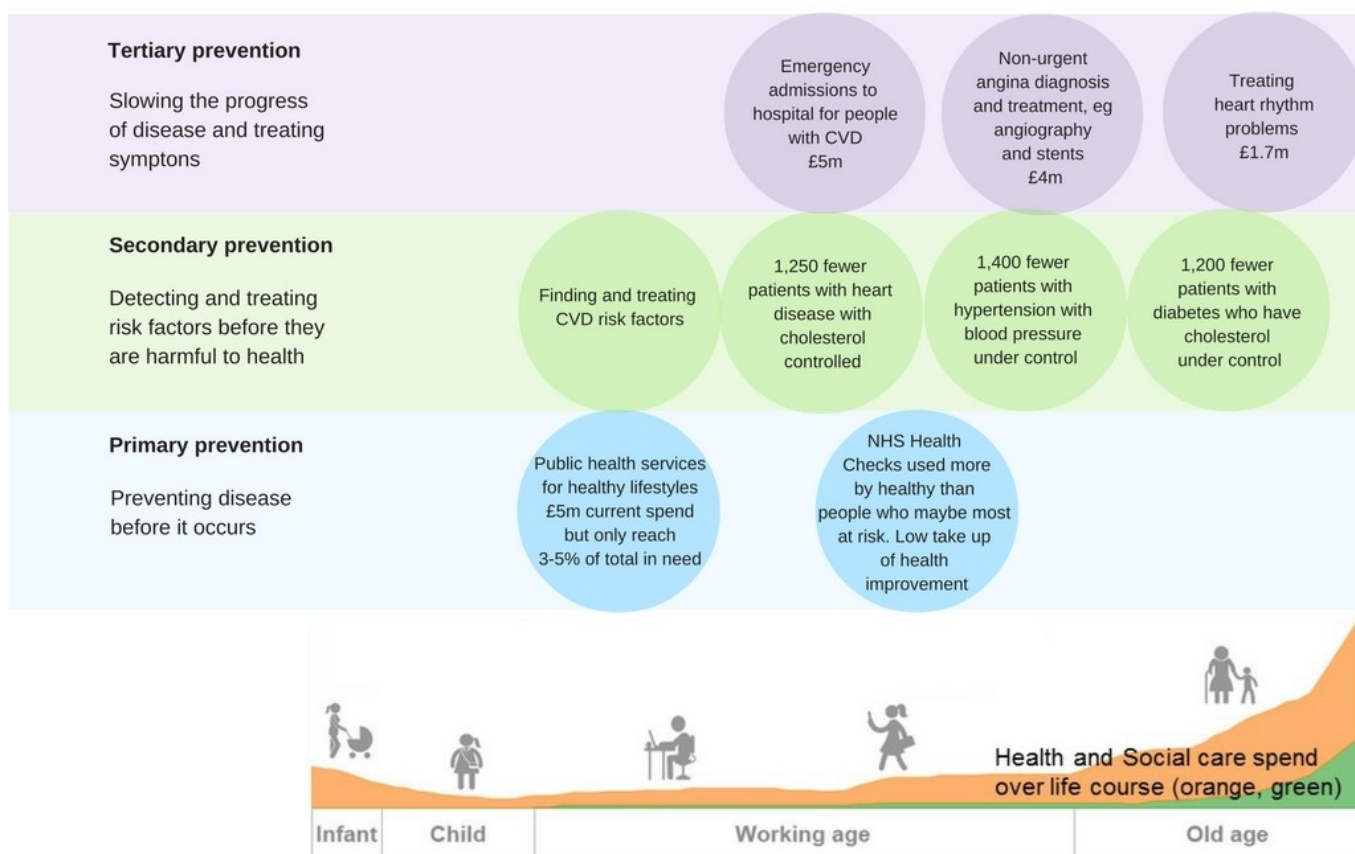 Tertiary prevention
Slowing the progress
of disease and treating
symptons
Emergency
admissions to
hospital for people
with CVD
£5m
Non-urgent
angina diagnosis
and treatment, eg
angiography
and stents
£4m
Treating
heart rhythm
problems
£1.7m
Secondary prevention
Detecting and treating
risk factors before they
are harmful to health
Finding and treating
CVD risk factors
1,250 fewer
patients with heart
disease with
cholesterol
controlled
1,400 fewer
patients with
hypertension with
blood pressure
under control
1,200 fewer
patients with
diabetes who have
cholesterol
under control
Primary prevention
Preventing disease
before it occurs
Public health services
for healthy lifestyles
£5m current spend
but only reach
3-5% of total in need
NHS Health
Checks used more
by healthy than
people who maybe most
at risk. Low take up
of health
improvement
Health and Social care spend
over life course (orange, green)
Infant
Child
Working age
Old age